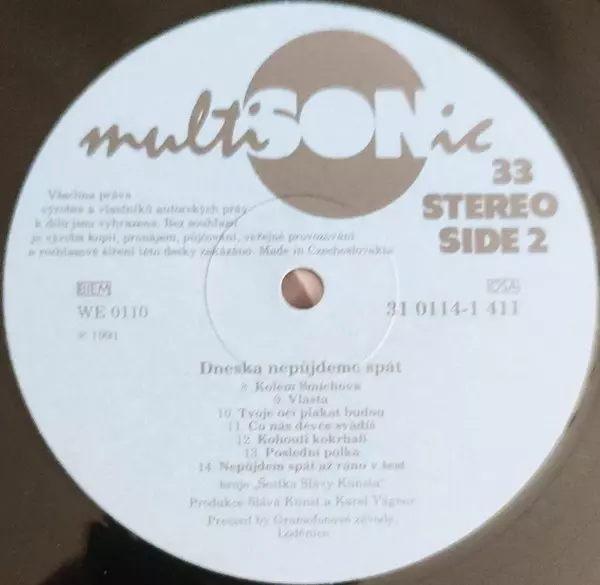 multiSONic
33
STEREO
SIDE 2
Všechna práva
výrobce a vlastníků autorských práv
k dílu jsou vyhrazena. Bez souhlasu
je výroba kopií, pronájem, půjčování, veřejné provozování
a rozhlasové šíření této desky zakázáno. Made in Czechoslovakia
BIEM
OSA
WE 0110
31 0114-1 411
℗ 1991
Dneska nepůjdeme spát
8. Kolem Smíchova
9. Vlasta
10. Tvoje oči plakat budou
11. Co nás děvče svádíš
12. Kohouti kokrhali
13. Poslední polka
14. Nepůjdem spát až ráno v šest
hraje „Šestka Slávy Kunsta"
Produkce Sláva Kunst a Karel Vágner
Pressed by Gramofonové závody,
Loděnice